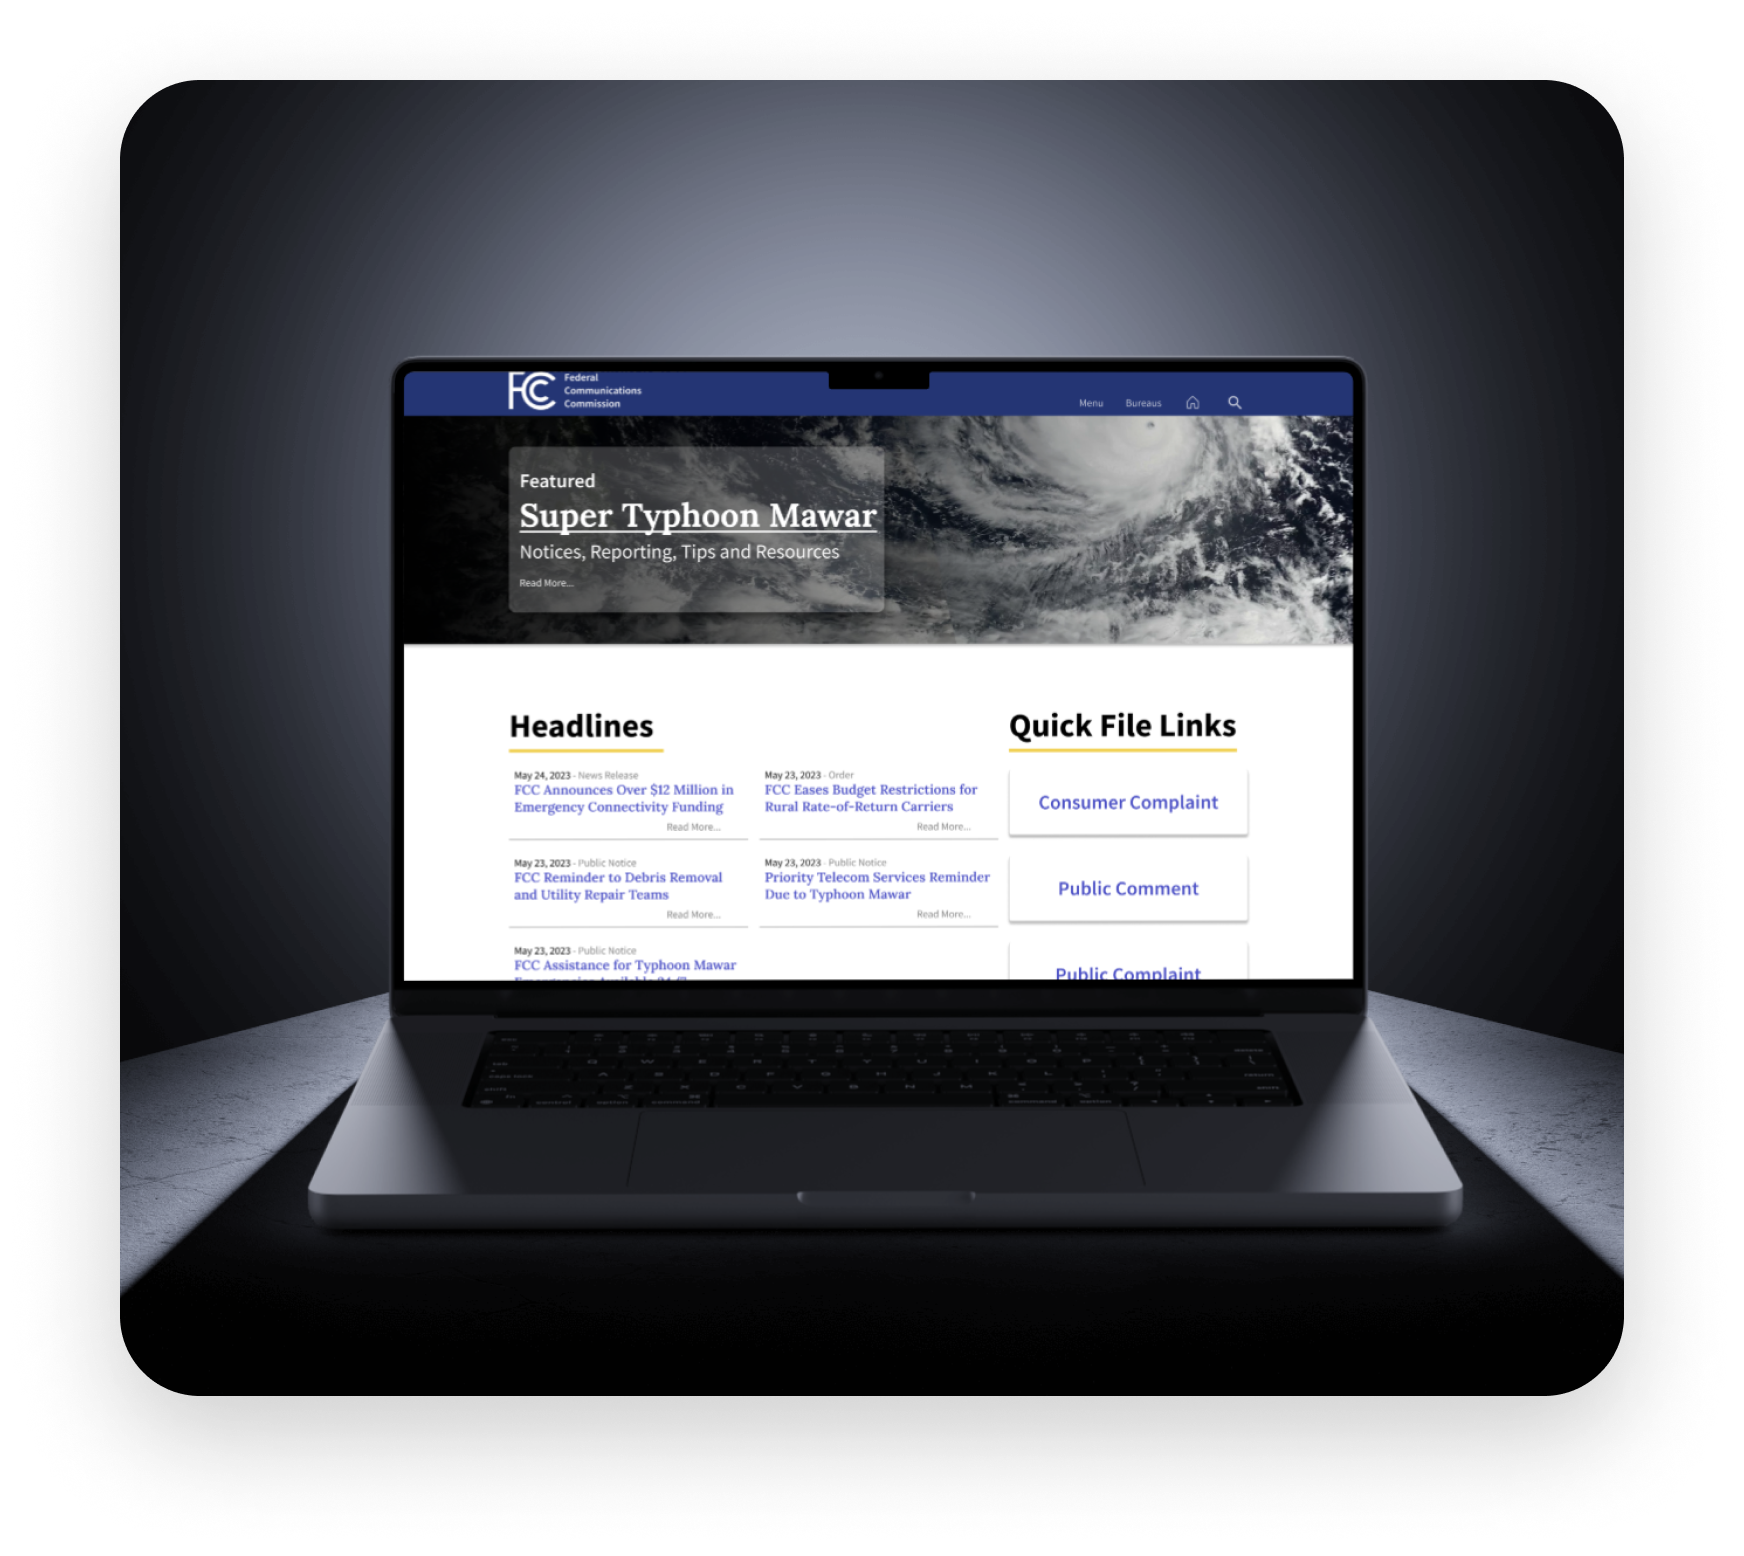 FCC
Federal
Communications
Commission
Menu
Bureaus
Featured
Super Typhoon Mawar
Notices, Reporting, Tips and Resources
Read More...
Headlines
May 24, 2023 - News Release
FCC Announces Over $12 Million in
Emergency Connectivity Funding
Read More...
May 23, 2023 - Order
FCC Eases Budget Restrictions for
Rural Rate-of-Return Carriers
Read More...
May 23, 2023 - Public Notice
FCC Reminder to Debris Removal
and Utility Repair Teams
Read More...
May 23, 2023 - Public Notice
Priority Telecom Services Reminder
Due to Typhoon Mawar
Read More...
May 23, 2023 - Public Notice
FCC Assistance for Typhoon Mawar
Quick File Links
Consumer Complaint
Public Comment
Public Complaint